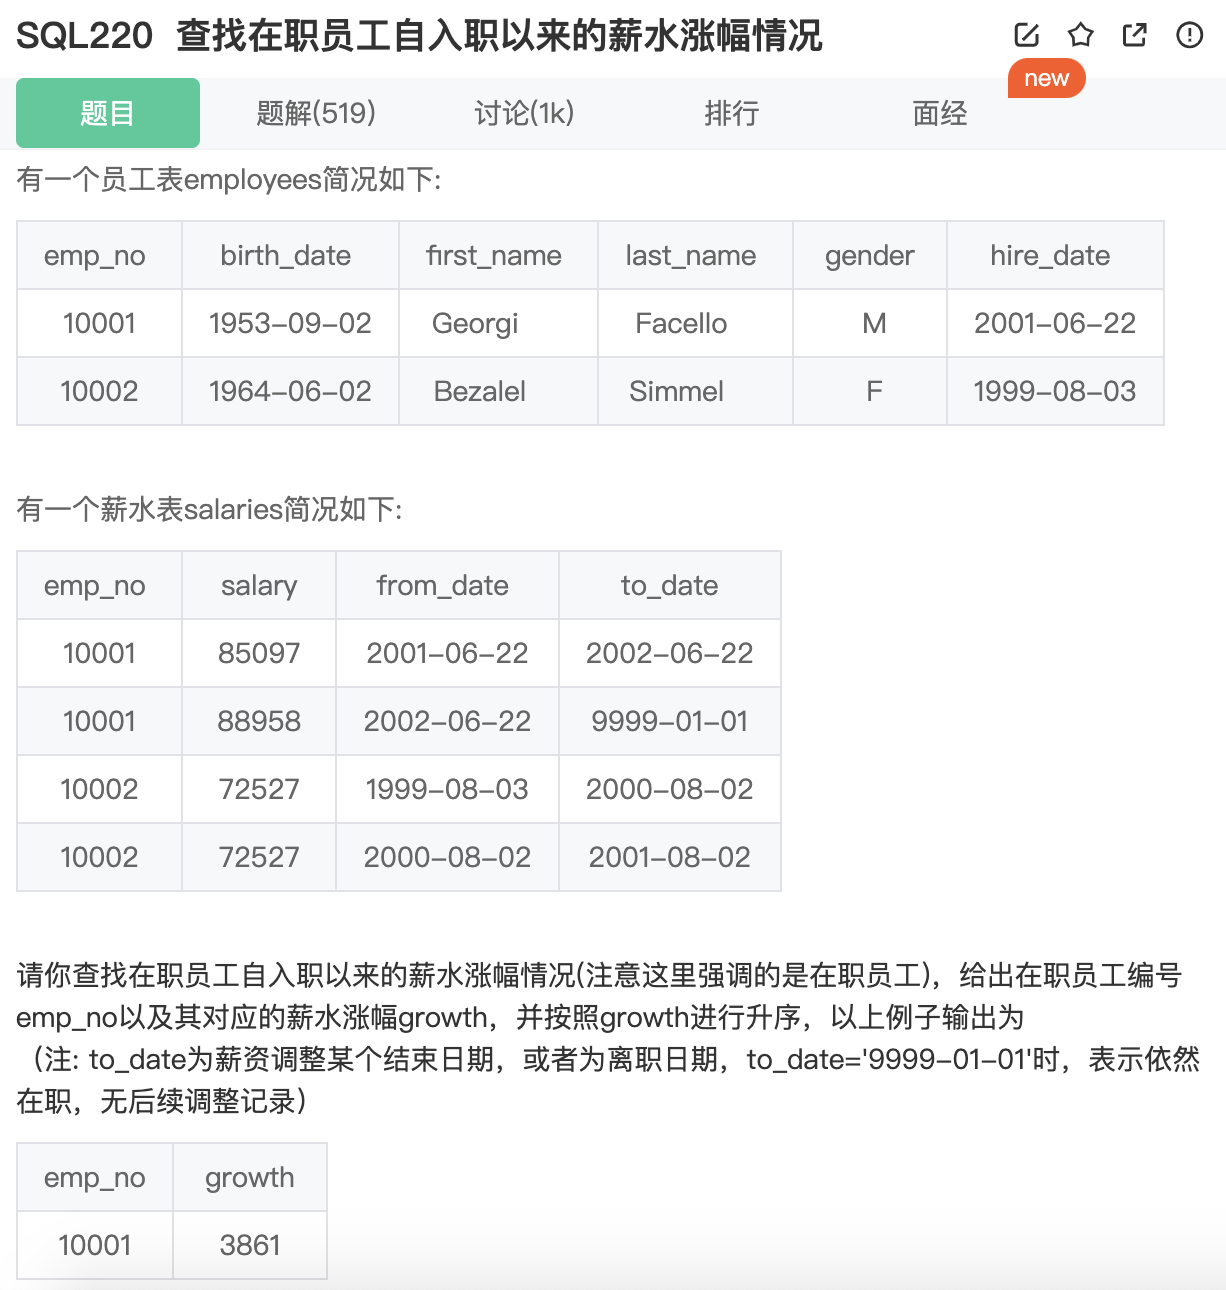 SQL220 查找在职员工自入职以来的薪水涨幅情况
new
题目 题解(519) 讨论(1k) 排行 面经
有一个员工表employees简况如下:
emp_no birth_date first_name last_name gender hire_date
10001 1953-09-02 Georgi Facello M 2001-06-22
10002 1964-06-02 Bezalel Simmel F 1999-08-03
有一个薪水表salaries简况如下:
emp_no salary from_date to_date
10001 85097 2001-06-22 2002-06-22
10001 88958 2002-06-22 9999-01-01
10002 72527 1999-08-03 2000-08-02
10002 72527 2000-08-02 2001-08-02
请你查找在职员工自入职以来的薪水涨幅情况(注意这里强调的是在职员工)，给出在职员工编号
emp_no以及其对应的薪水涨幅growth，并按照growth进行升序，以上例子输出为
（注: to_date为薪资调整某个结束日期，或者为离职日期，to_date='9999-01-01'时，表示依然
在职，无后续调整记录）
emp_no growth
10001 3861